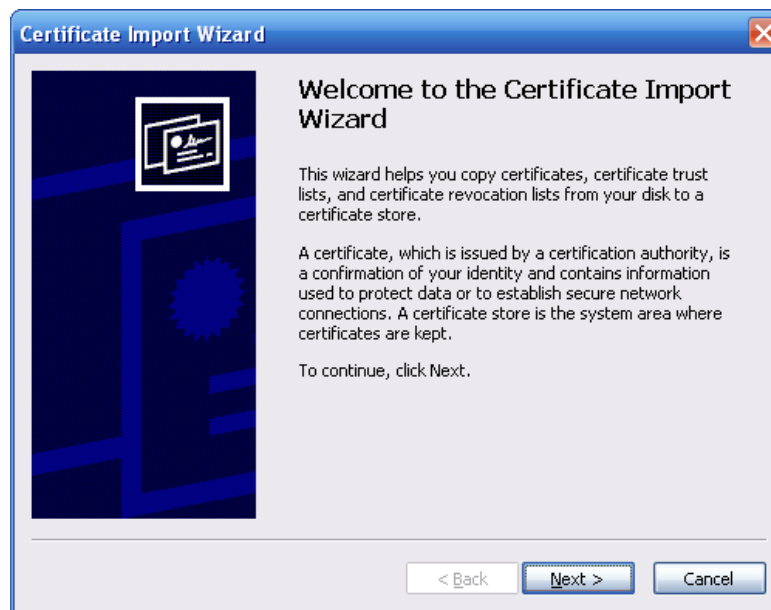 Certificate Import Wizard
Welcome to the Certificate Import
Wizard
This wizard helps you copy certificates, certificate trust
lists, and certificate revocation lists from your disk to a
certificate store.
A certificate, which is issued by a certification authority, is
a confirmation of your identity and contains information
used to protect data or to establish secure network
connections. A certificate store is the system area where
certificates are kept.
To continue, click Next.
< Back Next > Cancel